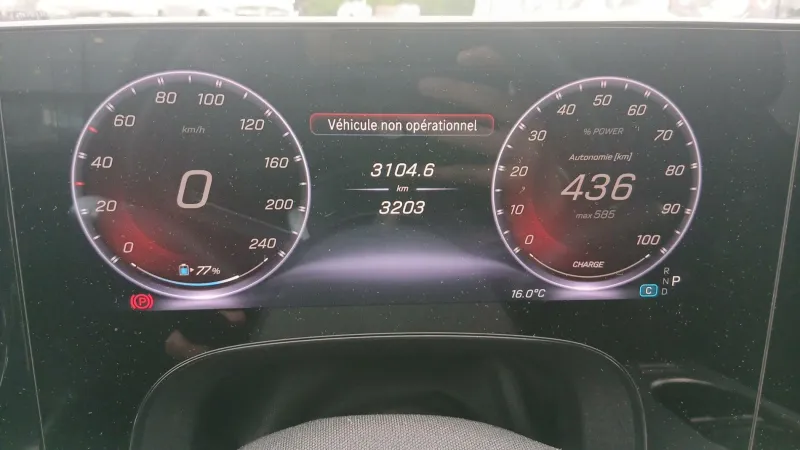 Véhicule non opérationnel
km/h
0
20
40
60
80
100
120
160
200
240
0
77%
3104.6
km
3203
% POWER
Autonomie [km]
436
max 585
0
10
20
30
40
50
60
70
80
90
100
CHARGE
16.0°C
C
R
N P
D
(P)